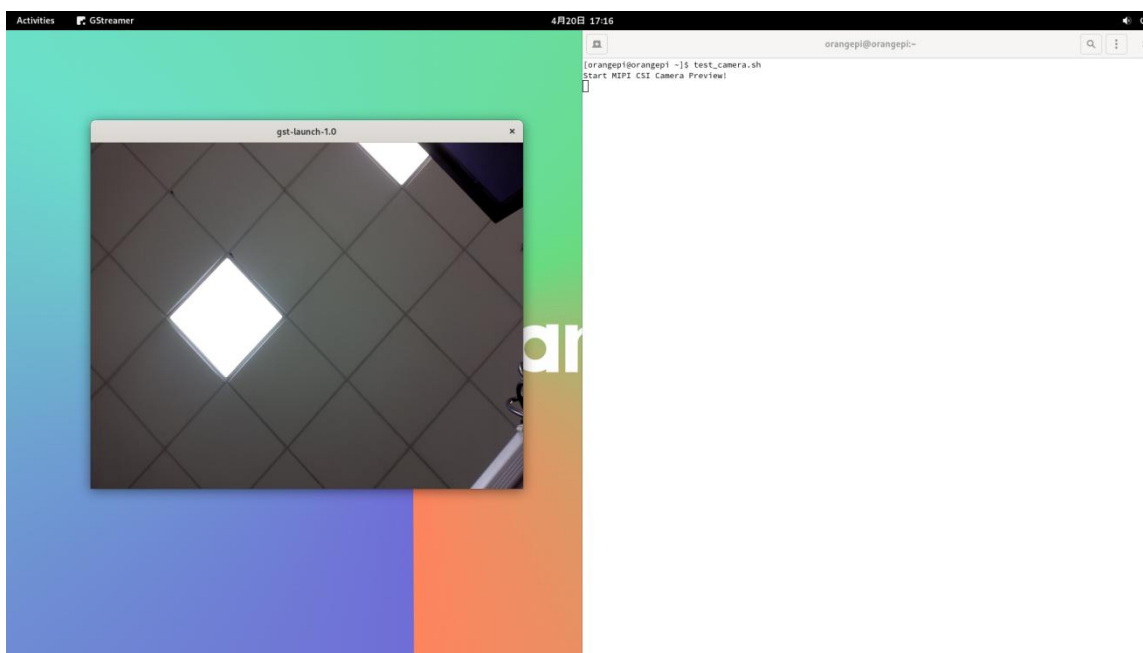 Activities GStreamer 4月20日 17:16
orangepi@orangepi:~
[orangepi@orangepi ~]$ test_camera.sh
Start MIPI CSI Camera Preview!
gst-launch-1.0
ar